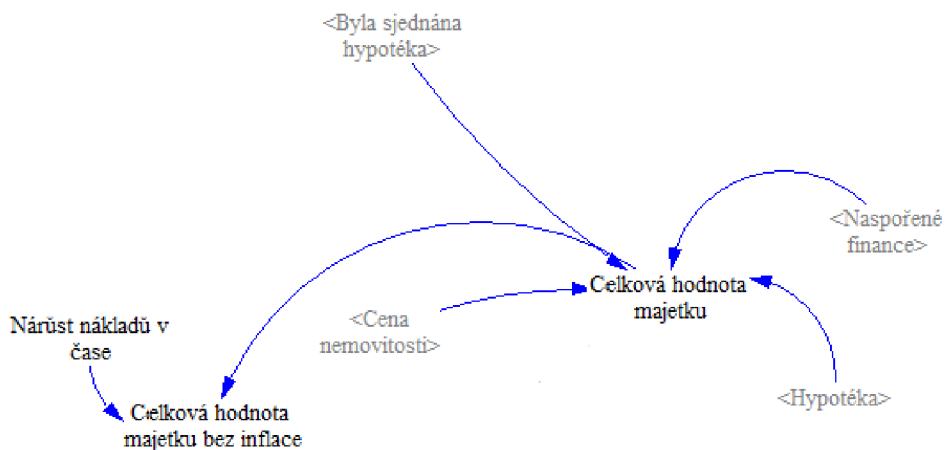 <Byla sjednána
hypotéka>
<Naspořené
finance>
Celková hodnota
majetku
<Cena
nemovitosti>
Nárůst nákladů v
čase
<Hypotéka>
Celková hodnota
majetku bez inflace